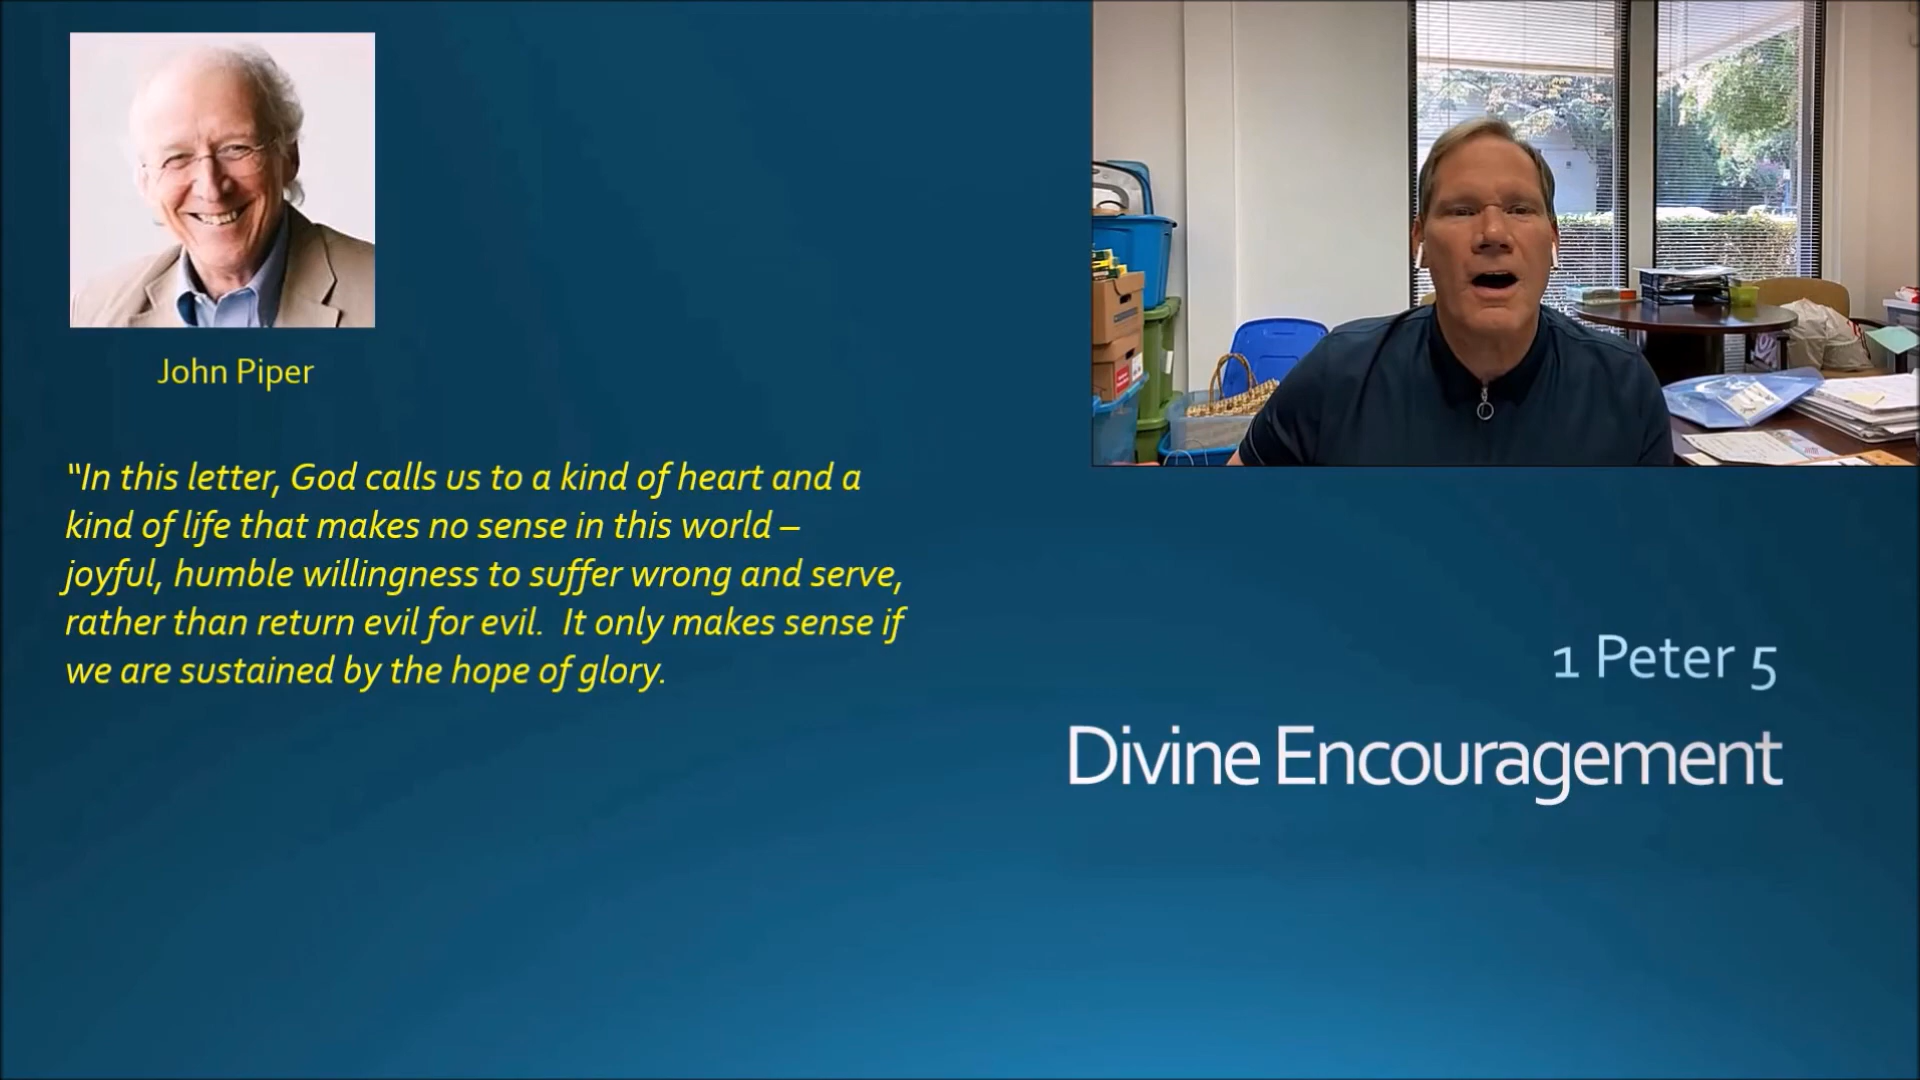 John Piper
“In this letter, God calls us to a kind of heart and a
kind of life that makes no sense in this world –
joyful, humble willingness to suffer wrong and serve,
rather than return evil for evil.  It only makes sense if
we are sustained by the hope of glory.
1 Peter 5
Divine Encouragement